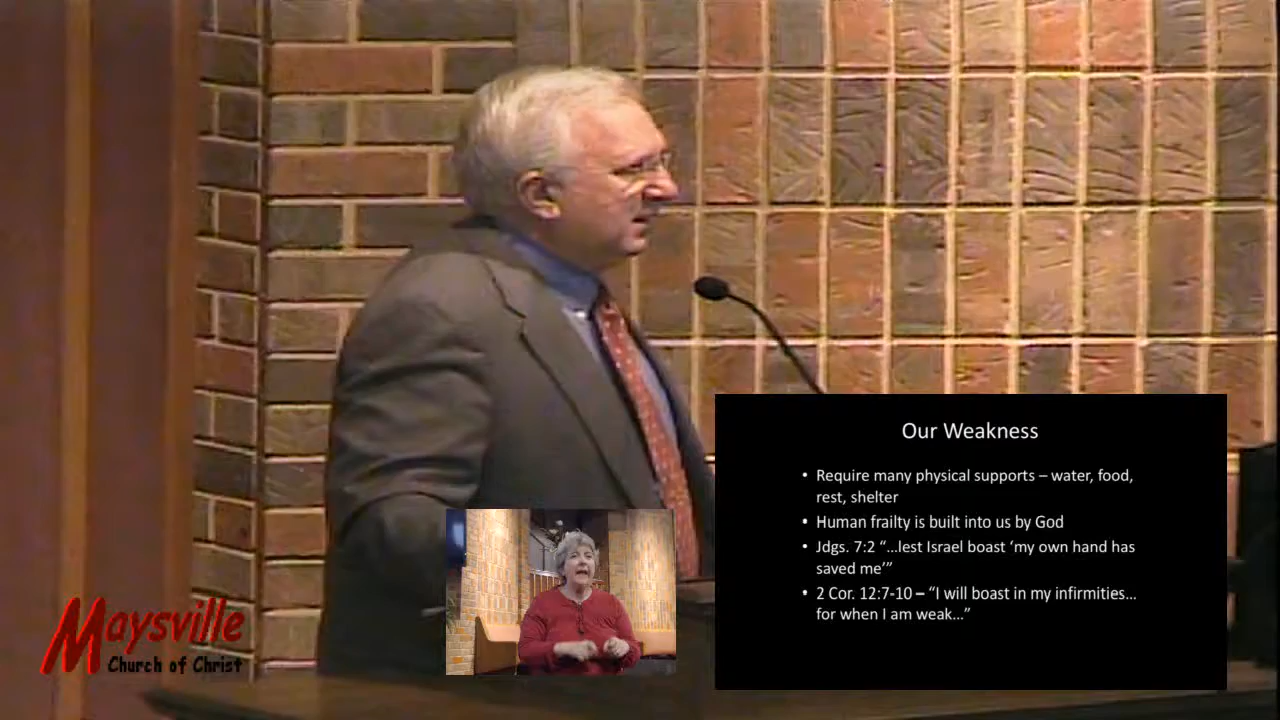 Our Weakness
• Require many physical supports – water, food,
rest, shelter
• Human frailty is built into us by God
• Jdgs. 7:2 “…lest Israel boast ‘my own hand has
saved me’”
• 2 Cor. 12:7-10 – “I will boast in my infirmities…
for when I am weak…”
Maysville
Church of Christ